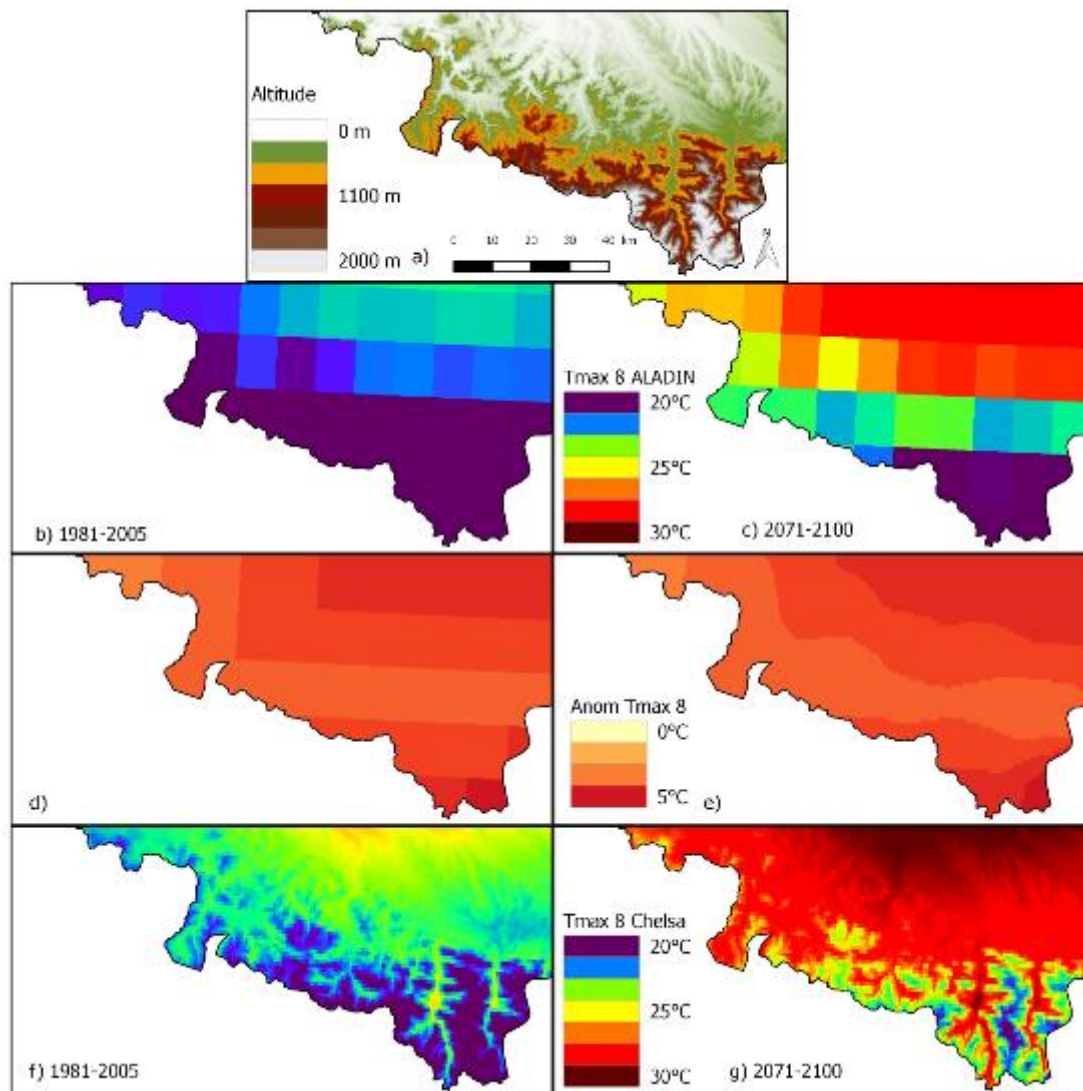 Altitude
0 m
1100 m
2000 m
a)
0 10 20 30 40 km
N
b) 1981-2005
Tmax 8 ALADIN
20°C
25°C
30°C
c) 2071-2100
d)
Anom Tmax 8
0°C
5°C
e)
f) 1981-2005
Tmax 8 Chelsa
20°C
25°C
30°C
g) 2071-2100